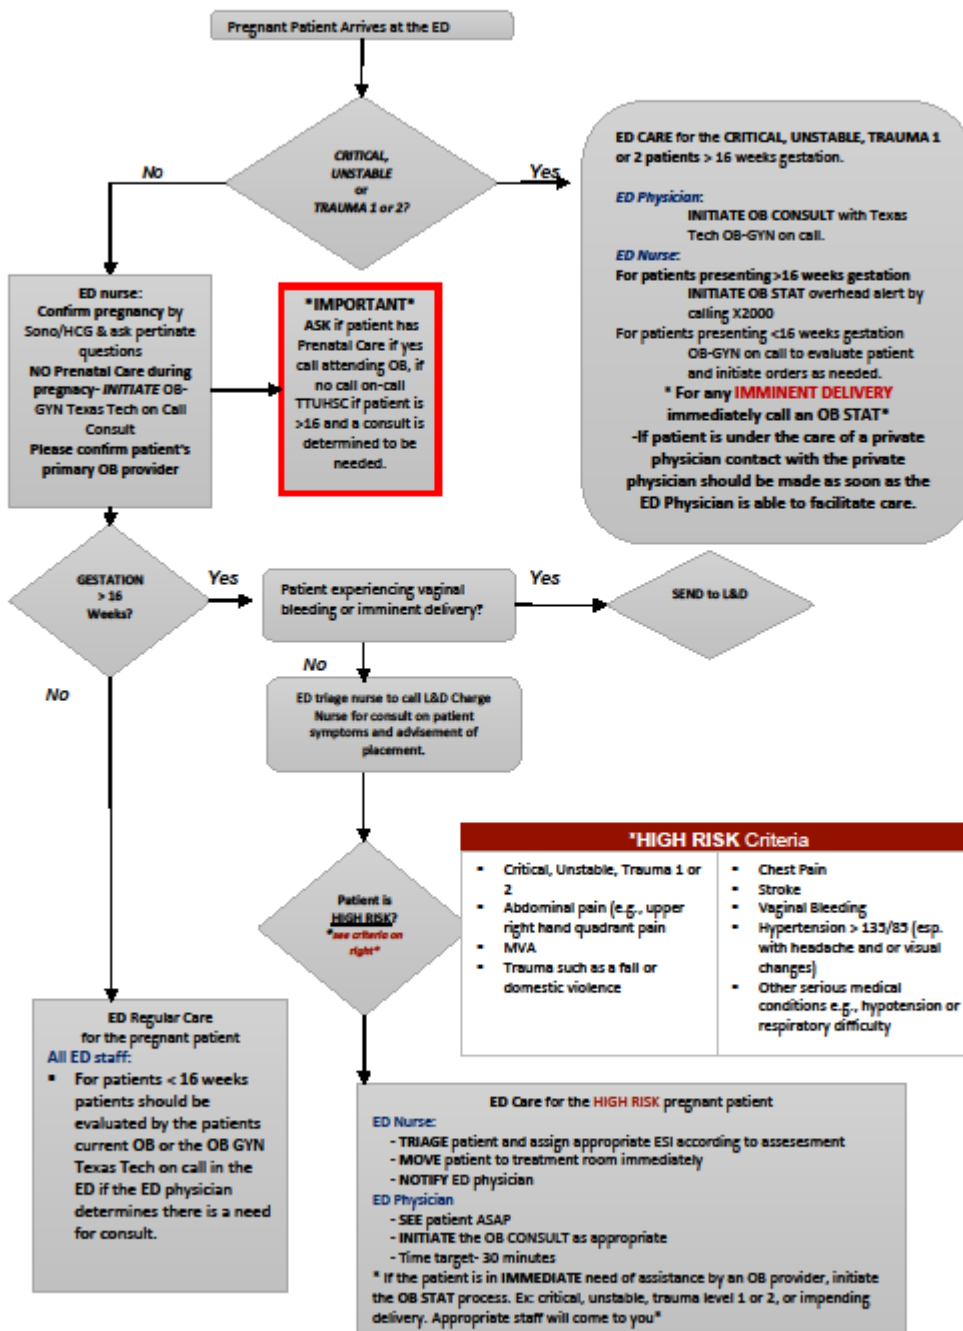 Pregnant Patient Arrives at the ED
CRITICAL,
UNSTABLE
or
TRAUMA 1 or 2?
No
Yes
ED CARE for the CRITICAL, UNSTABLE, TRAUMA 1
or 2 patients > 16 weeks gestation.
ED Physician:
INITIATE OB CONSULT with Texas
Tech OB-GYN on call.
ED Nurse:
For patients presenting >16 weeks gestation
INITIATE OB STAT overhead alert by
calling X2000
For patients presenting <16 weeks gestation
OB-GYN on call to evaluate patient
and initiate orders as needed.
* For any IMMINENT DELIVERY
immediately call an OB STAT*
-If patient is under the care of a private
physician contact with the private
physician should be made as soon as the
ED Physician is able to facilitate care.
ED nurse:
Confirm pregnancy by
Sono/HCG & ask pertinate
questions
NO Prenatal Care during
pregnancy- INITIATE OB-
GYN Texas Tech on Call
Consult
Please confirm patient's
primary OB provider
*IMPORTANT*
ASK if patient has
Prenatal Care if yes
call attending OB, if
no call on-call
TTUHSC if patient is
>16 and a consult is
determined to be
needed.
GESTATION
> 16
Weeks?
Yes
Patient experiencing vaginal
bleeding or imminent delivery?
Yes
SEND to L&D
No
No
ED triage nurse to call L&D Charge
Nurse for consult on patient
symptoms and advisement of
placement.
Patient is
HIGH RISK?
*see criteria on
right*
*HIGH RISK Criteria
▪ Critical, Unstable, Trauma 1 or
2
▪ Abdominal pain (e.g., upper
right hand quadrant pain
▪ MVA
▪ Trauma such as a fall or
domestic violence
▪ Chest Pain
▪ Stroke
▪ Vaginal Bleeding
▪ Hypertension > 135/85 (esp.
with headache and or visual
changes)
▪ Other serious medical
conditions e.g., hypotension or
respiratory difficulty
ED Regular Care
for the pregnant patient
All ED staff:
▪ For patients < 16 weeks
patients should be
evaluated by the patients
current OB or the OB GYN
Texas Tech on call in the
ED if the ED physician
determines there is a need
for consult.
ED Care for the HIGH RISK pregnant patient
ED Nurse:
- TRIAGE patient and assign appropriate ESI according to assesesment
- MOVE patient to treatment room immediately
- NOTIFY ED physician
ED Physician
- SEE patient ASAP
- INITIATE the OB CONSULT as appropriate
- Time target- 30 minutes
* If the patient is in IMMEDIATE need of assistance by an OB provider, initiate
the OB STAT process. Ex: critical, unstable, trauma level 1 or 2, or impending
delivery. Appropriate staff will come to you*